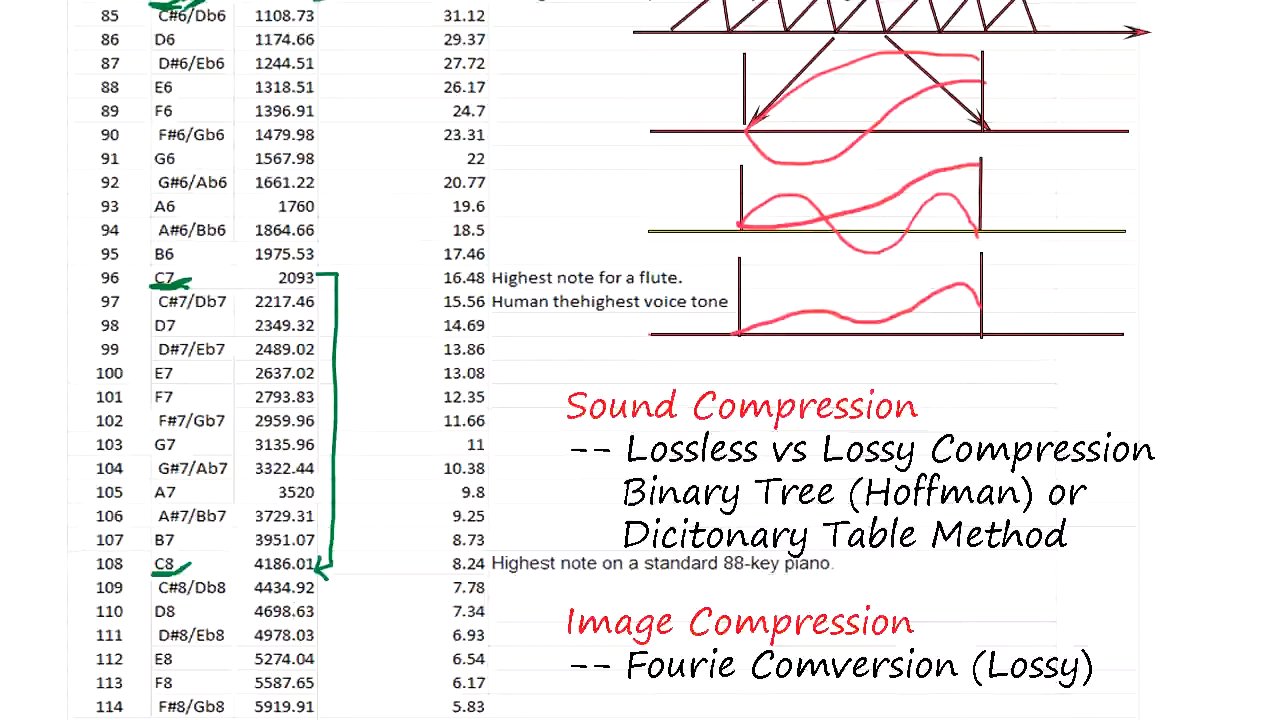 85 C#6/Db6 1108.73 31.12
86 D6 1174.66 29.37
87 D#6/Eb6 1244.51 27.72
88 E6 1318.51 26.17
89 F6 1396.91 24.7
90 F#6/Gb6 1479.98 23.31
91 G6 1567.98 22
92 G#6/Ab6 1661.22 20.77
93 A6 1760 19.6
94 A#6/Bb6 1864.66 18.5
95 B6 1975.53 17.46
96 C7 2093 16.48 Highest note for a flute.
97 C#7/Db7 2217.46 15.56 Human thehighest voice tone
98 D7 2349.32 14.69
99 D#7/Eb7 2489.02 13.86
100 E7 2637.02 13.08
101 F7 2793.83 12.35
102 F#7/Gb7 2959.96 11.66
103 G7 3135.96 11
104 G#7/Ab7 3322.44 10.38
105 A7 3520 9.8
106 A#7/Bb7 3729.31 9.25
107 B7 3951.07 8.73
108 C8 4186.01 8.24 Highest note on a standard 88-key piano.
109 C#8/Db8 4434.92 7.78
110 D8 4698.63 7.34
111 D#8/Eb8 4978.03 6.93
112 E8 5274.04 6.54
113 F8 5587.65 6.17
114 F#8/Gb8 5919.91 5.83
Sound Compression
-- Lossless vs Lossy Compression
Binary Tree (Hoffman) or
Dicitonary Table Method
Image Compression
-- Fourie Comversion (Lossy)